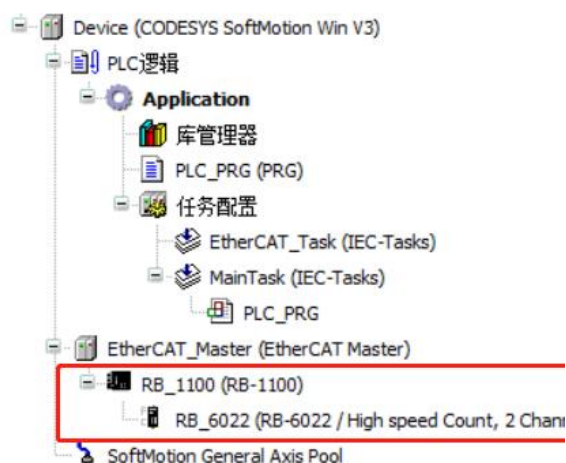 Device (CODESYS SoftMotion Win V3)
PLC逻辑
Application
库管理器
PLC_PRG (PRG)
任务配置
EtherCAT_Task (IEC-Tasks)
MainTask (IEC-Tasks)
PLC_PRG
EtherCAT_Master (EtherCAT Master)
RB_1100 (RB-1100)
RB_6022 (RB-6022 / High speed Count, 2 Chann
SoftMotion General Axis Pool